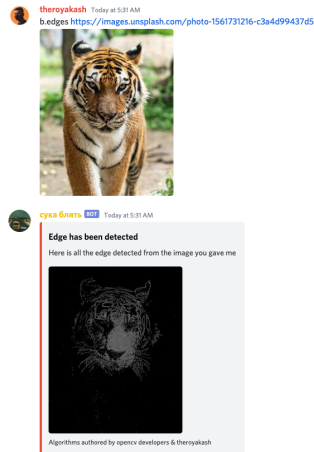 theroyakash Today at 5:31 AM
b.edges https://images.unsplash.com/photo-1561731216-c3a4d99437d5
сука блять BOT Today at 5:31 AM
Edge has been detected
Here is all the edge detected from the image you gave me
Algorithms authored by opencv developers & theroyakash